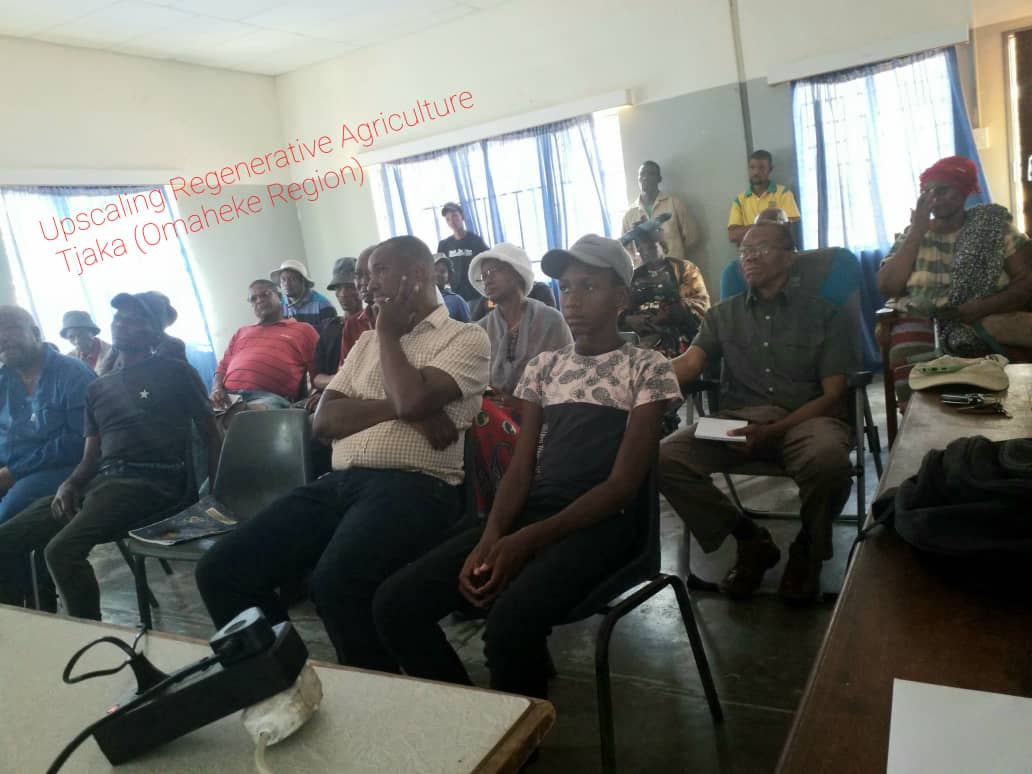 Upscaling Regenerative Agriculture
Tjaka (Omaheke Region)